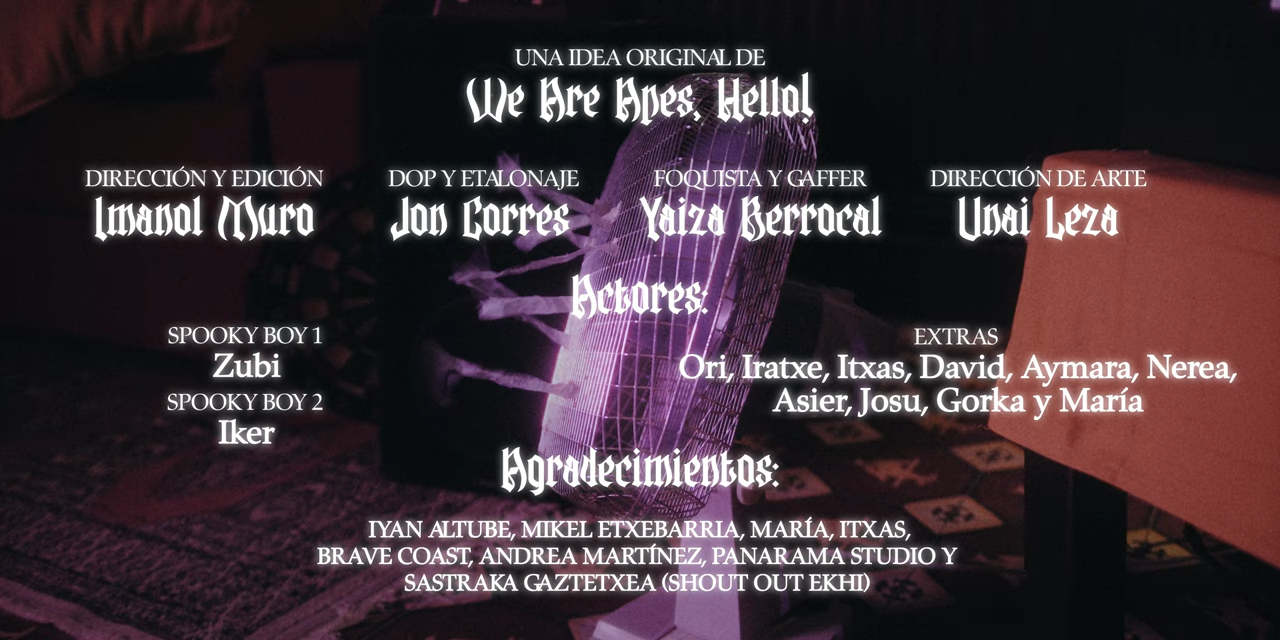 UNA IDEA ORIGINAL DE
We Are Apes, Hello!
DIRECCIÓN Y EDICIÓN
Imanol Muro
DOP Y ETALONAJE
Jon Corres
FOQUISTA Y GAFFER
Yaiza Berrocal
DIRECCIÓN DE ARTE
Unai Leza
Actores:
SPOOKY BOY 1
Zubi
SPOOKY BOY 2
Iker
EXTRAS
Ori, Iratxe, Itxas, David, Aymara, Nerea,
Asier, Josu, Gorka y María
Agradecimientos:
IYAN ALTUBE, MIKEL ETXEBARRIA, MARÍA, ITXAS,
BRAVE COAST, ANDREA MARTÍNEZ, PANARAMA STUDIO Y
SASTRAKA GAZTETXEA (SHOUT OUT EKHI)